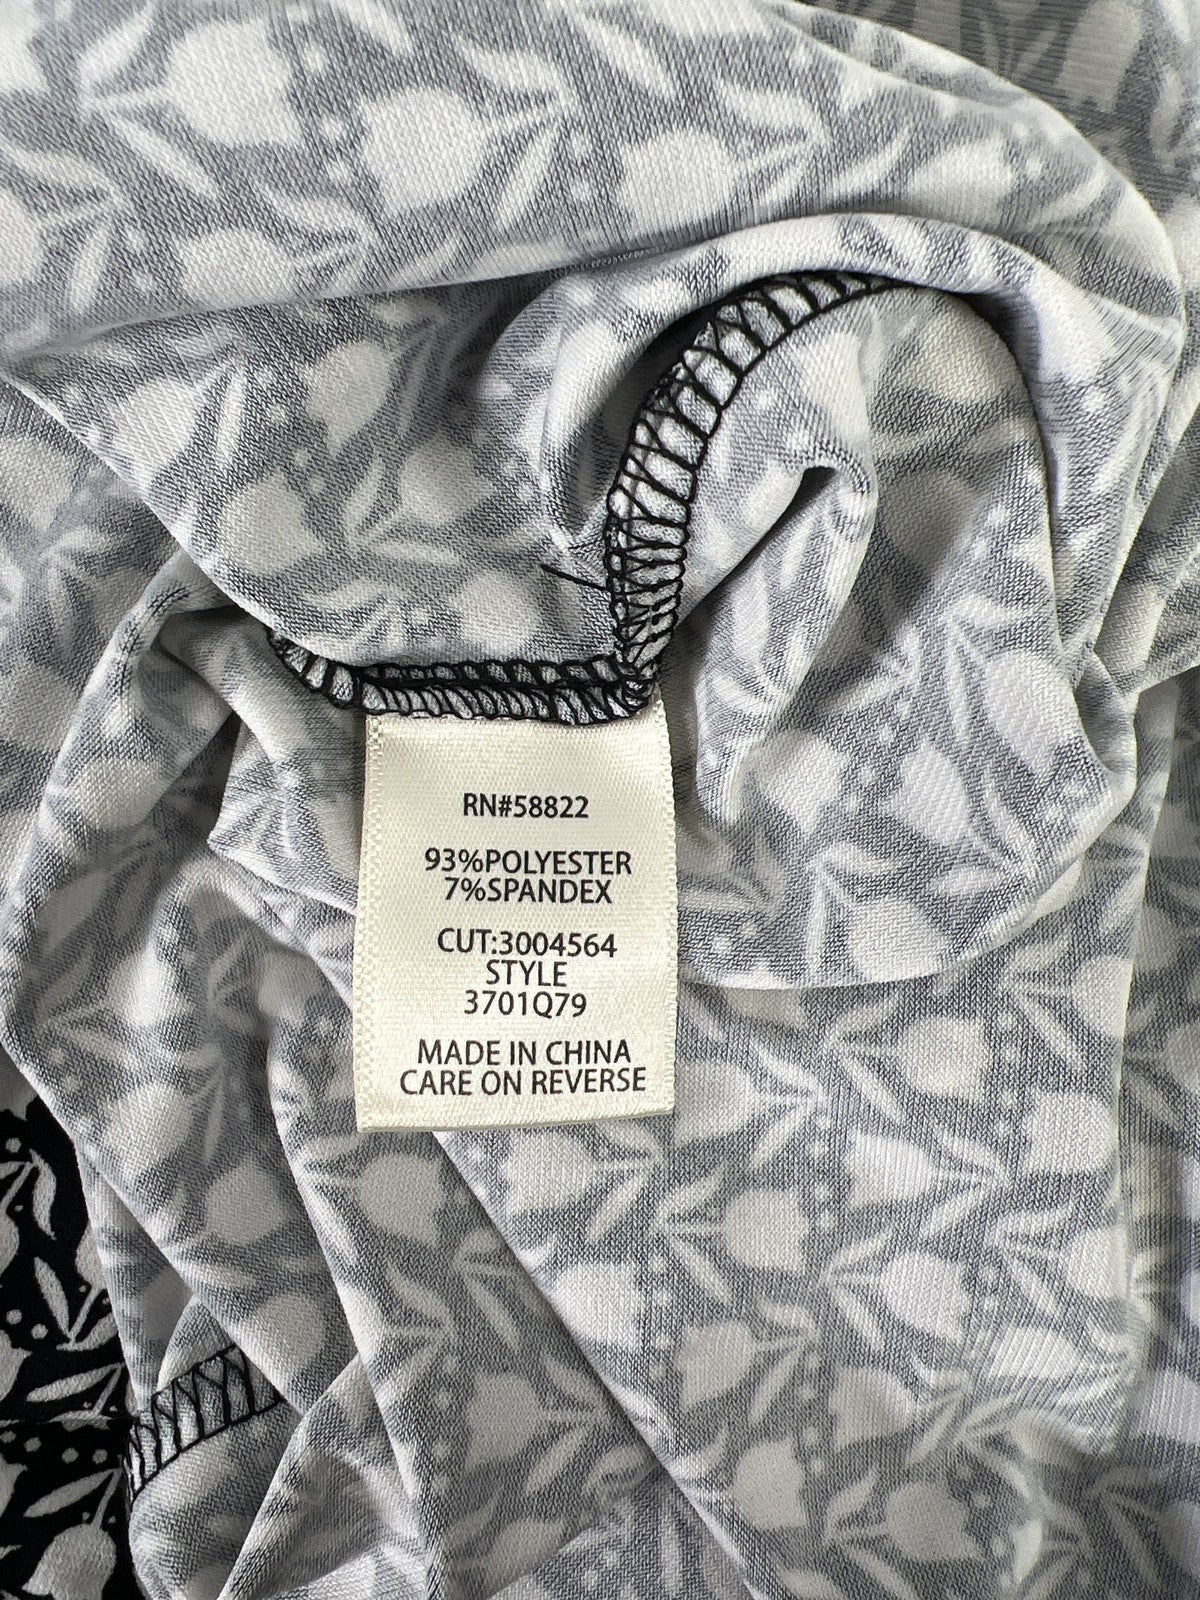 RN#58822
93%POLYESTER
7%SPANDEX
CUT:3004564
STYLE
3701Q79
MADE IN CHINA
CARE ON REVERSE